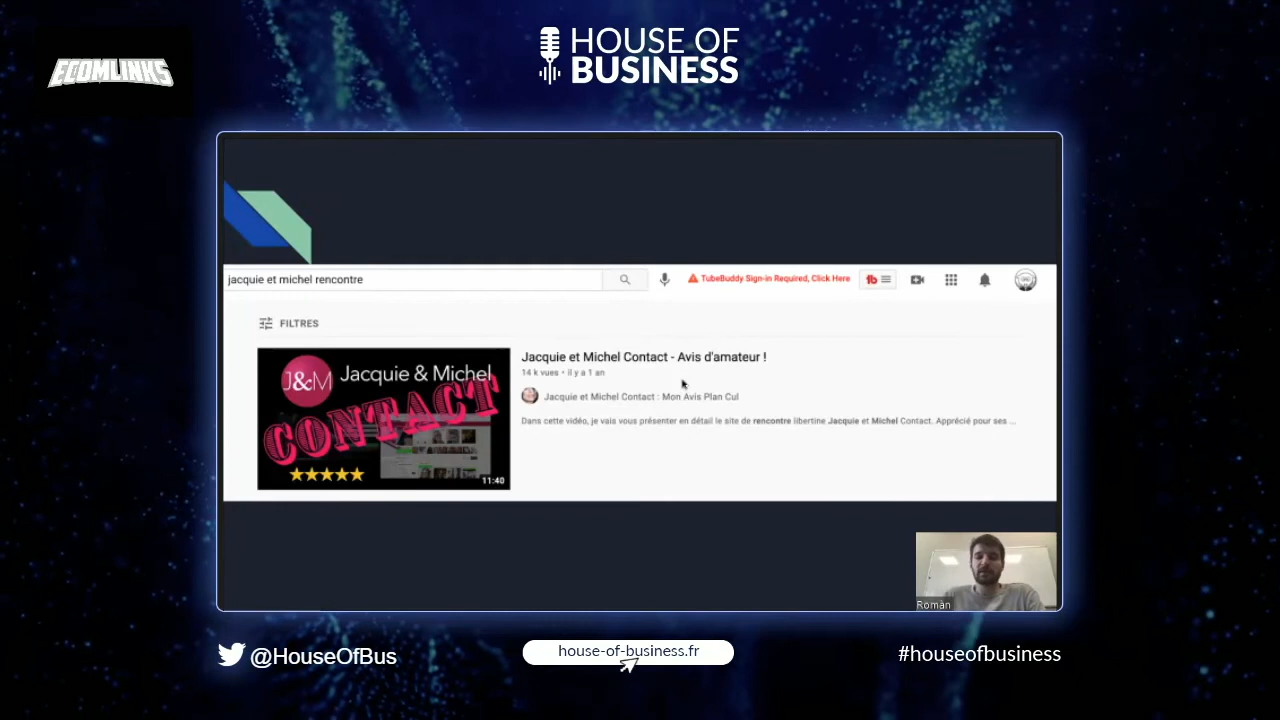 ECOMLINKS
HOUSE OF
BUSINESS
jacquie et michel rencontre
TubeBuddy Sign-in Required, Click Here
tb
FILTRES
J&M Jacquie & Michel
CONTACT
11:40
Jacquie et Michel Contact - Avis d'amateur !
14 k vues • il y a 1 an
Jacquie et Michel Contact : Mon Avis Plan Cul
Dans cette vidéo, je vais vous présenter en détail le site de rencontre libertine Jacquie et Michel Contact. Apprécié pour ses ...
Romàn
@HouseOfBus
house-of-business.fr
#houseofbusiness